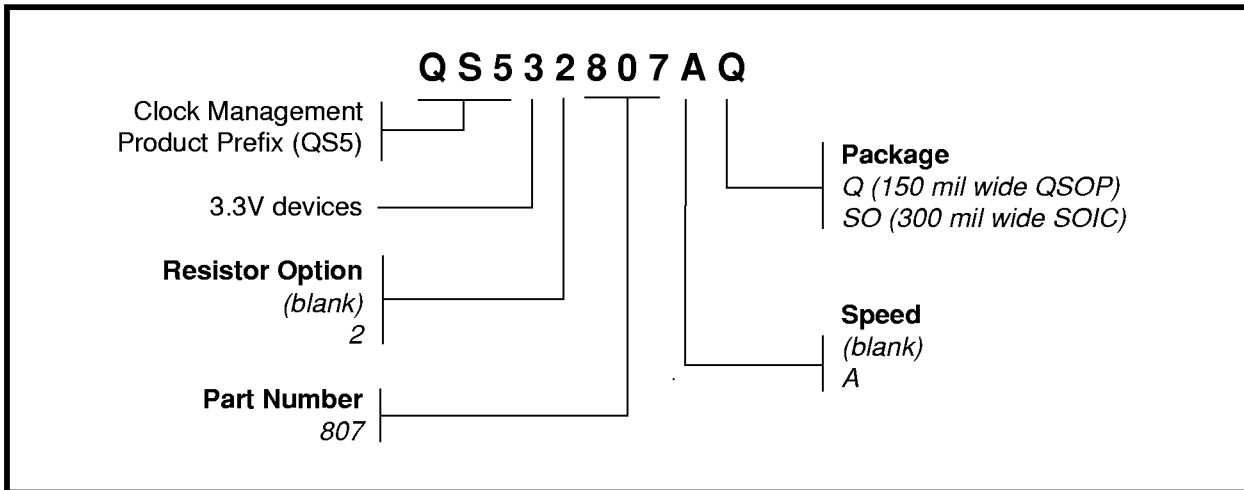 QS532807AQ
Clock Management
Product Prefix (QS5)
3.3V devices
Resistor Option
(blank)
2
Part Number
807
Package
Q (150 mil wide QSOP)
SO (300 mil wide SOIC)
Speed
(blank)
A